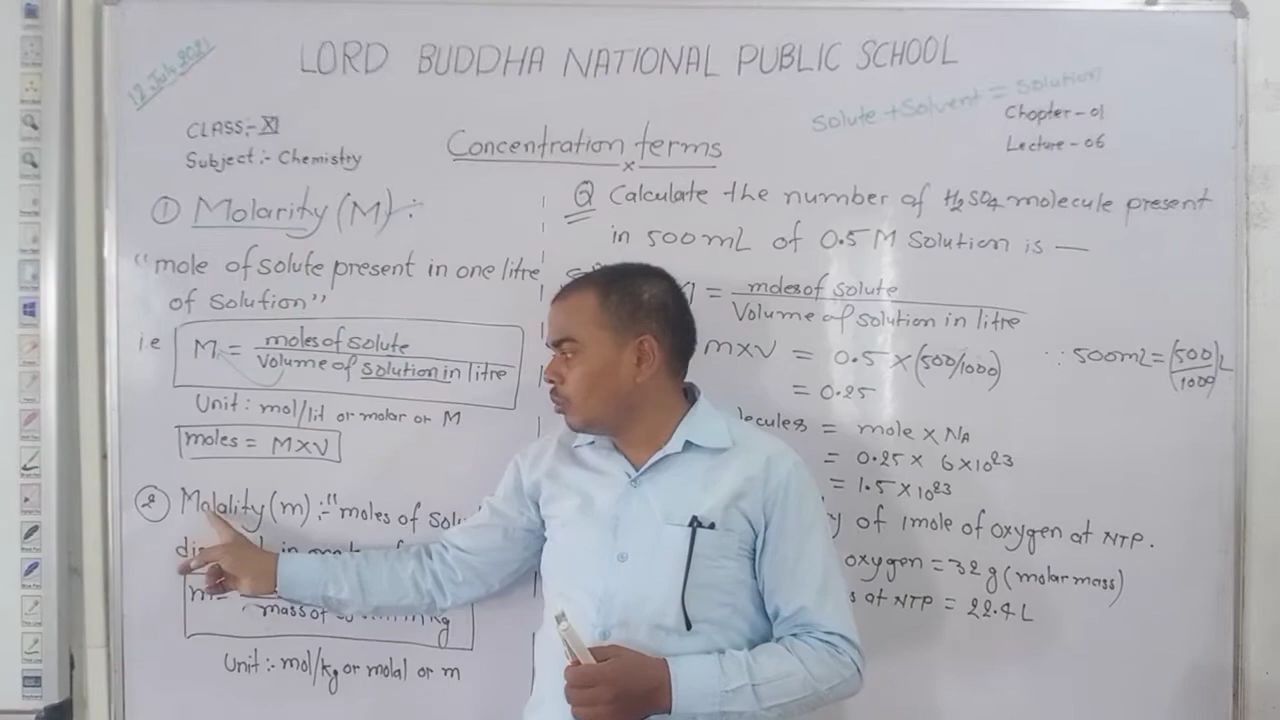 12 July 2021
LORD BUDDHA NATIONAL PUBLIC SCHOOL
Solute + Solvent = Solution
CLASS:- XI
Subject :- Chemistry
Concentration terms
Chapter - 01
Lecture - 06
① Molarity (M) :
"mole of solute present in one litre
of solution"
i.e M = moles of solute
Volume of solution in litre
Unit : mol/lit or molar or M
moles = M×V
② Molality (m) :- "moles of
mass of kg
Unit :- mol/kg or molal or m
Q Calculate the number of H₂SO₄ molecule present
in 500 mL of 0.5 M Solution is —
= moles of solute
Volume of solution in litre
M×V = 0.5 × (500/1000) ∵ 500mL = (500/1000) L
= 0.25
= mole × NA
= 0.25 × 6×10²³
= 1.5×10²³
of 1 mole of oxygen at NTP.
oxygen = 32 g (molar mass)
at NTP = 22.4 L